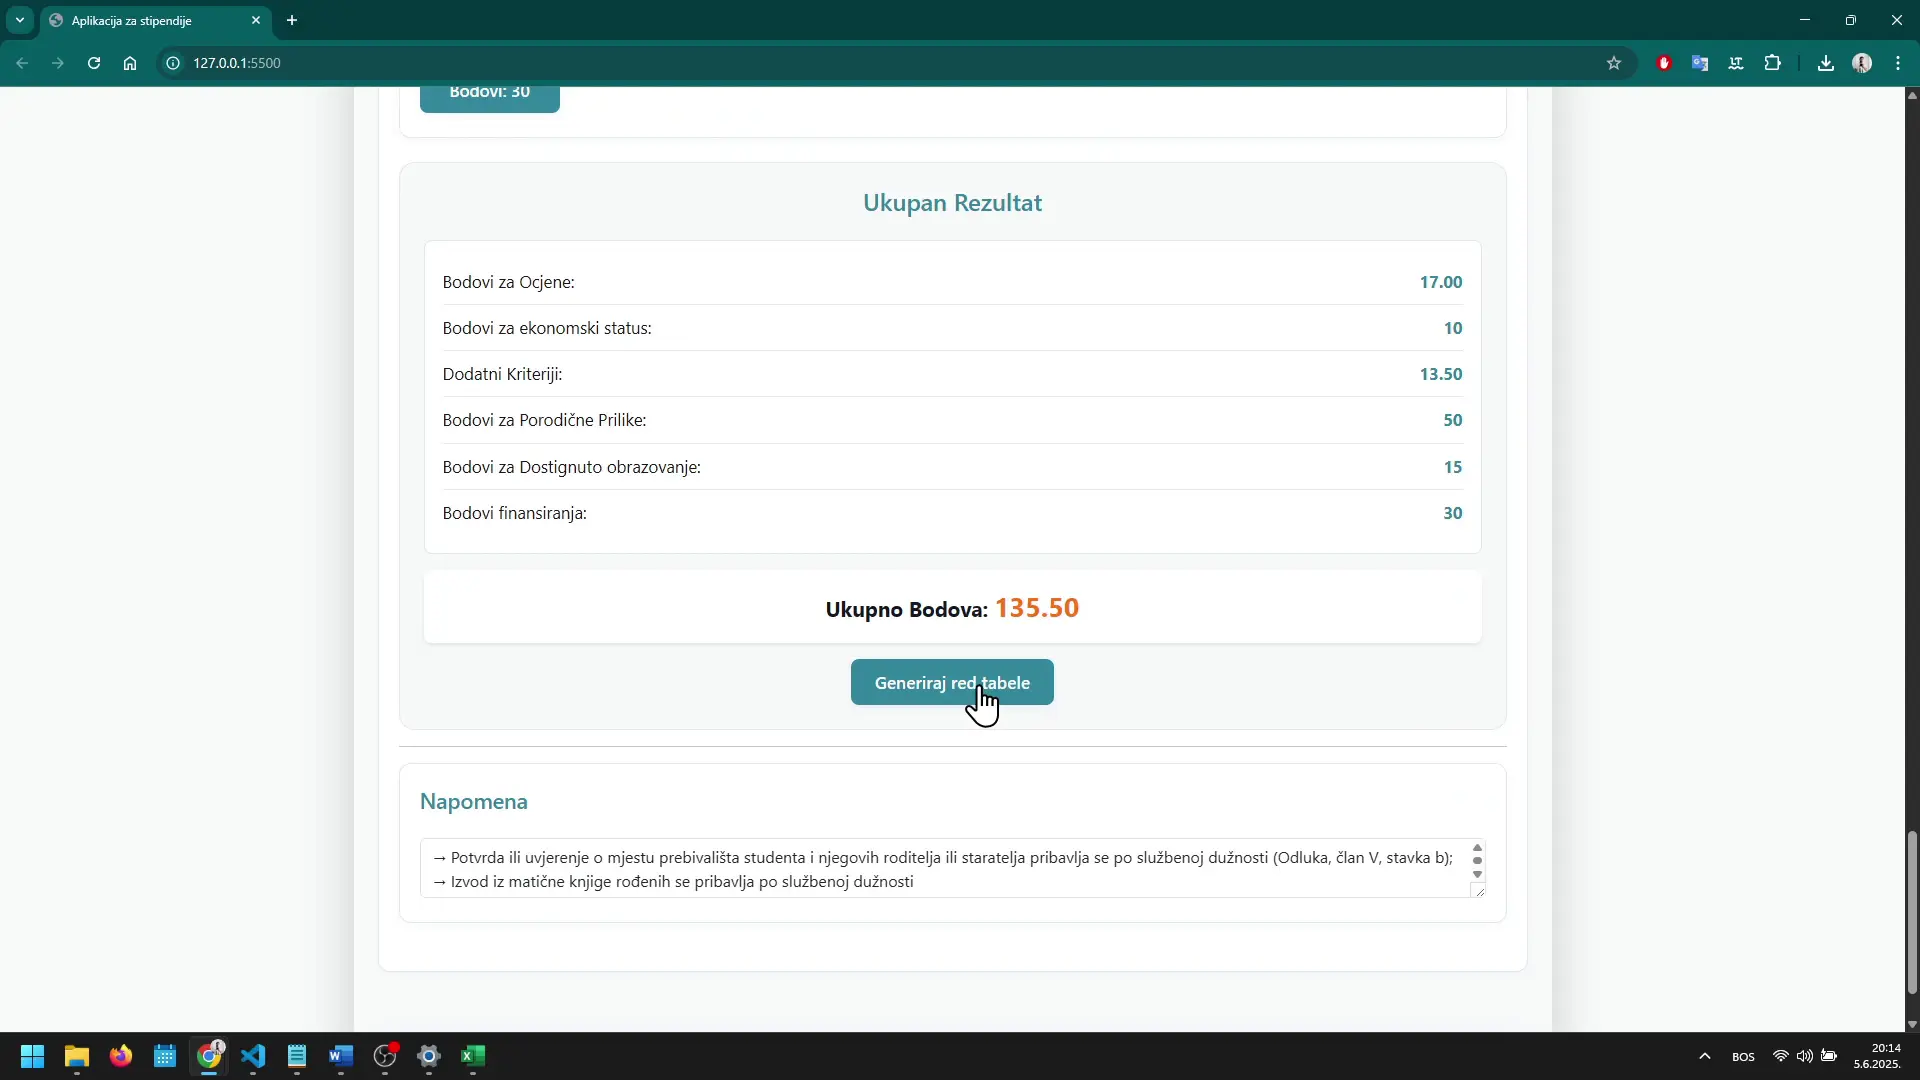 Aplikacija za stipendije
127.0.0.1:5500
Bodovi: 30
Ukupan Rezultat
Bodovi za Ocjene: 17.00
Bodovi za ekonomski status: 10
Dodatni Kriteriji: 13.50
Bodovi za Porodične Prilike: 50
Bodovi za Dostignuto obrazovanje: 15
Bodovi finansiranja: 30
Ukupno Bodova: 135.50
Generiraj red tabele
Napomena
→ Potvrda ili uvjerenje o mjestu prebivališta studenta i njegovih roditelja ili staratelja pribavlja se po službenoj dužnosti (Odluka, član V, stavka b);
→ Izvod iz matične knjige rođenih se pribavlja po službenoj dužnosti
BOS
20:14
5.6.2025.